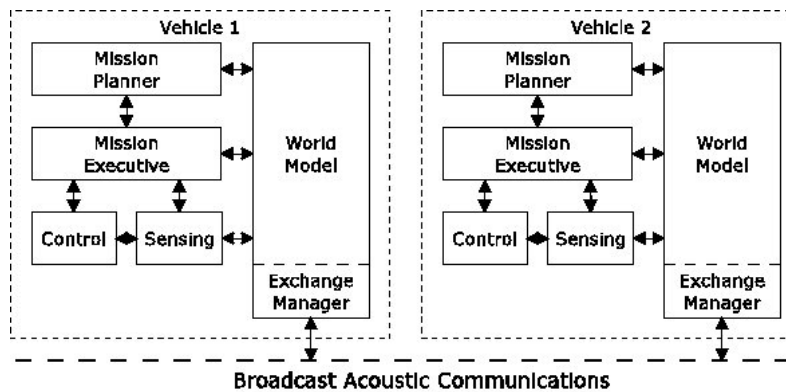 Vehicle 1
Mission
Planner
Mission
Executive
Control
Sensing
World
Model
Exchange
Manager
Vehicle 2
Mission
Planner
Mission
Executive
Control
Sensing
World
Model
Exchange
Manager
Broadcast Acoustic Communications